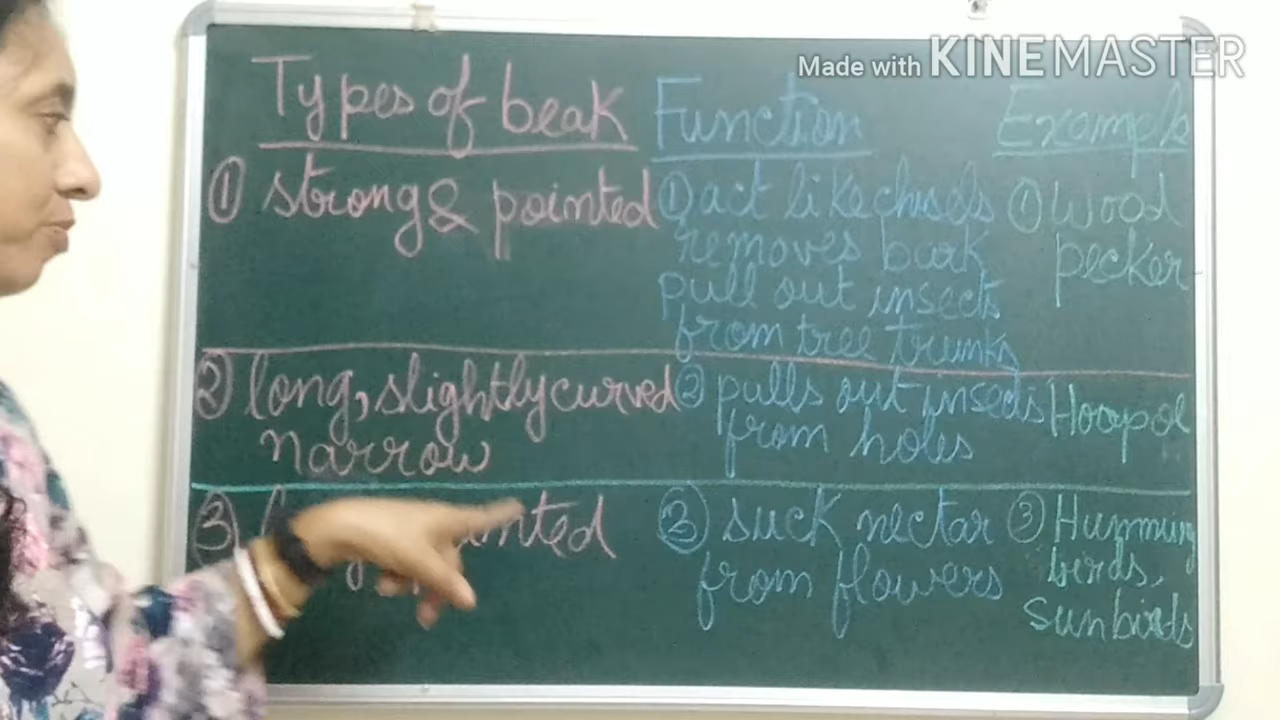 Made with KINEMASTER
Types of beak Function Example
① strong & pointed ① act like chisels ① Wood
removes bark pecker
pull out insects
from tree trunks
② long, slightly curved ② pulls out insects Hoopol
narrow from holes
③ ③ suck nectar ③ Humming
from flowers birds,
sunbirds